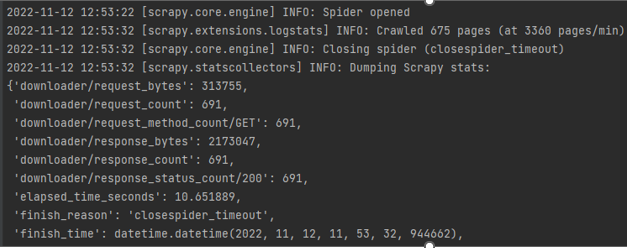 2022-11-12 12:53:22 [scrapy.core.engine] INFO: Spider opened
2022-11-12 12:53:32 [scrapy.extensions.logstats] INFO: Crawled 675 pages (at 3360 pages/min)
2022-11-12 12:53:32 [scrapy.core.engine] INFO: Closing spider (closespider_timeout)
2022-11-12 12:53:32 [scrapy.statscollectors] INFO: Dumping Scrapy stats:
{'downloader/request_bytes': 313755,
'downloader/request_count': 691,
'downloader/request_method_count/GET': 691,
'downloader/response_bytes': 2173047,
'downloader/response_count': 691,
'downloader/response_status_count/200': 691,
'elapsed_time_seconds': 10.651889,
'finish_reason': 'closespider_timeout',
'finish_time': datetime.datetime(2022, 11, 12, 11, 53, 32, 944662),